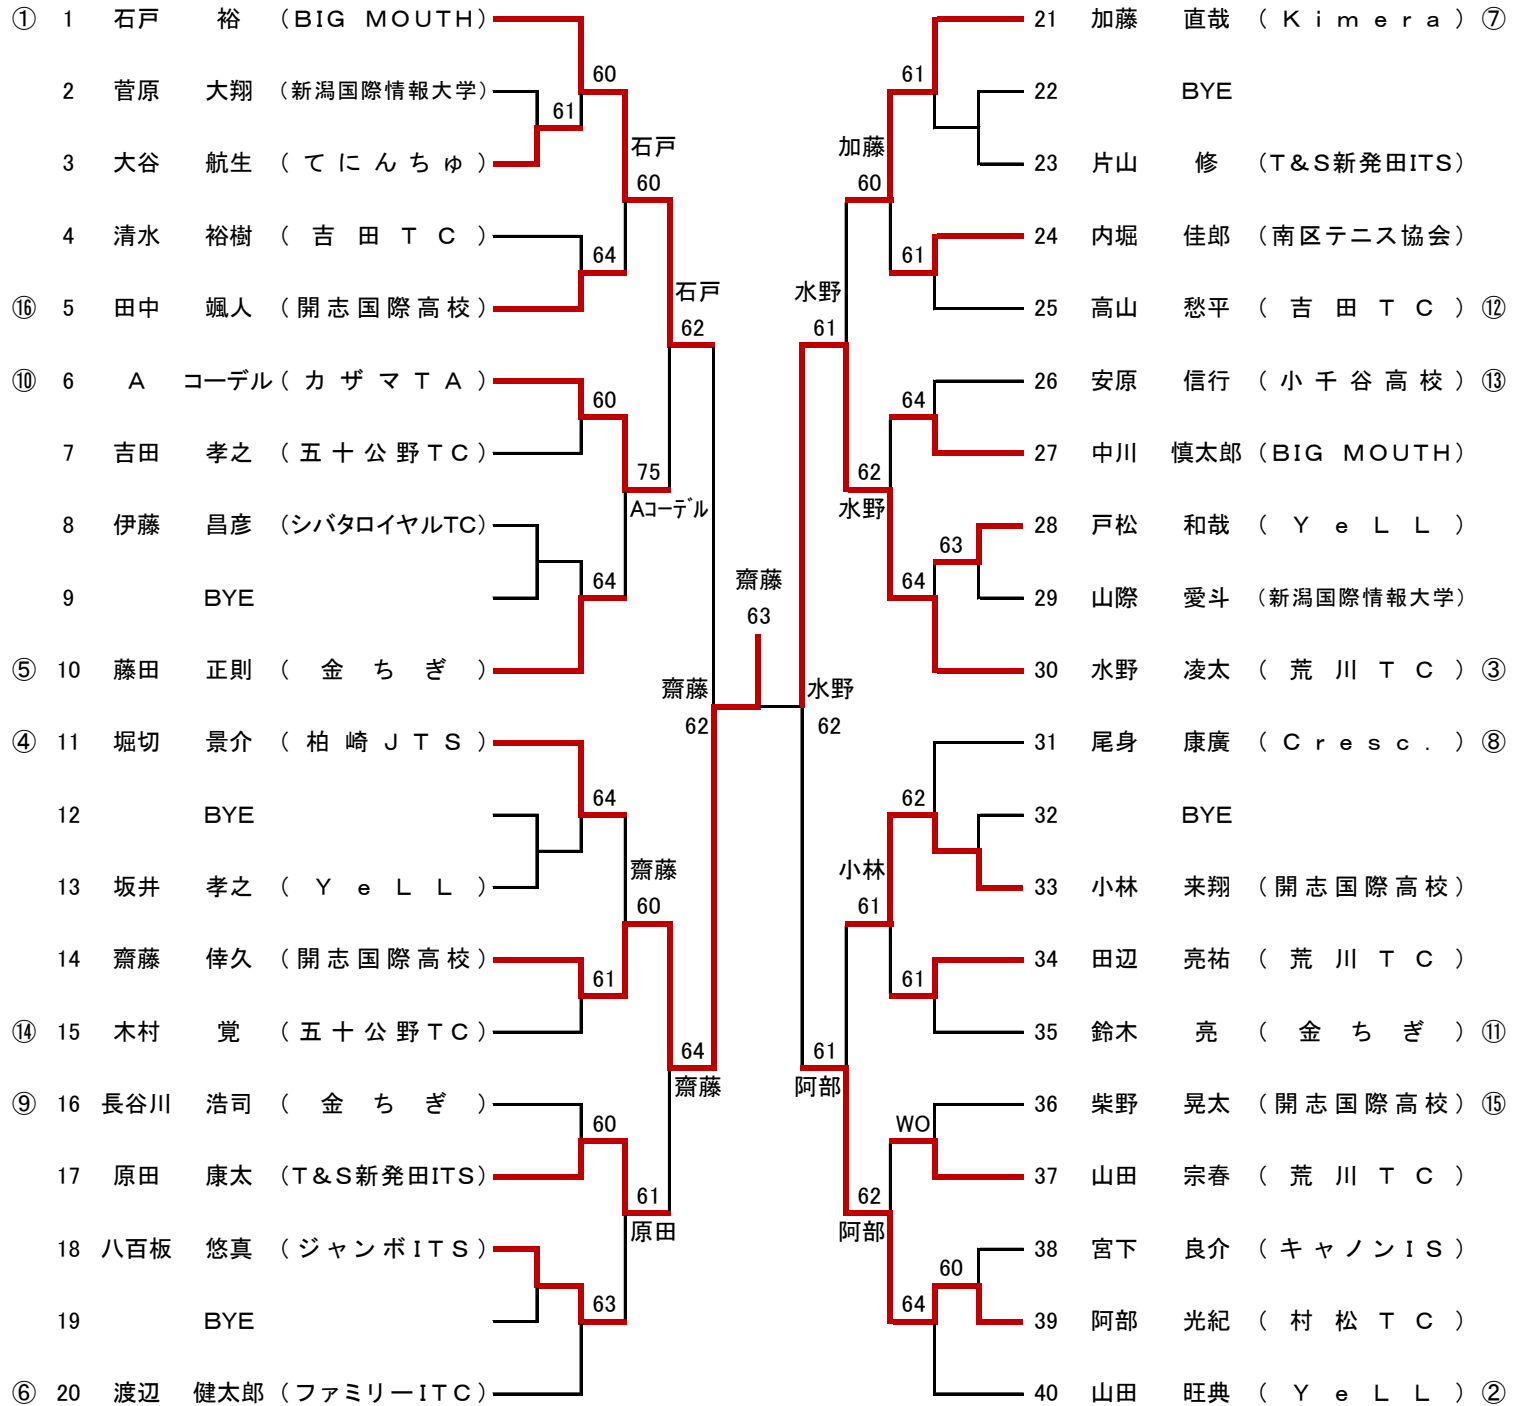 ① 1 石戸 裕 (BIG MOUTH)
60
2 菅原 大翔 (新潟国際情報大学)
61
石戸
3 大谷 航生 (てにんちゅ)
60
4 清水 裕樹 (吉田TC)
64
石戸
⑯ 5 田中 颯人 (開志国際高校)
62
⑩ 6 A コーデル (カザマTA)
60
7 吉田 孝之 (五十公野TC)
75
Aコーデル
8 伊藤 昌彦 (シバタロイヤルTC)
64
9 BYE
⑤ 10 藤田 正則 (金ちぎ)
齋藤
62
④ 11 堀切 景介 (柏崎JTS)
64
12 BYE
齋藤
13 坂井 孝之 (YeLL)
60
14 齋藤 倖久 (開志国際高校)
61
⑭ 15 木村 覚 (五十公野TC)
64
齋藤
⑨ 16 長谷川 浩司 (金ちぎ)
60
17 原田 康太 (T&S新発田ITS)
61
原田
18 八百板 悠真 (ジャンボITS)
63
19 BYE
⑥ 20 渡辺 健太郎 (ファミリーITC)
齋藤
63
21 加藤 直哉 (Kimera) ⑦
61
22 BYE
加藤
23 片山 修 (T&S新発田ITS)
60
24 内堀 佳郎 (南区テニス協会)
61
水野
25 高山 愁平 (吉田TC) ⑫
61
26 安原 信行 (小千谷高校) ⑬
64
27 中川 慎太郎 (BIG MOUTH)
62
水野
28 戸松 和哉 (YeLL)
63
64
29 山際 愛斗 (新潟国際情報大学)
30 水野 凌太 (荒川TC) ③
水野
62
31 尾身 康廣 (Cresc.) ⑧
62
32 BYE
小林
33 小林 来翔 (開志国際高校)
61
34 田辺 亮祐 (荒川TC)
61
35 鈴木 亮 (金ちぎ) ⑪
61
阿部
36 柴野 晃太 (開志国際高校) ⑮
WO
37 山田 宗春 (荒川TC)
62
阿部
38 宮下 良介 (キャノンIS)
60
64
39 阿部 光紀 (村松TC)
40 山田 旺典 (YeLL) ②